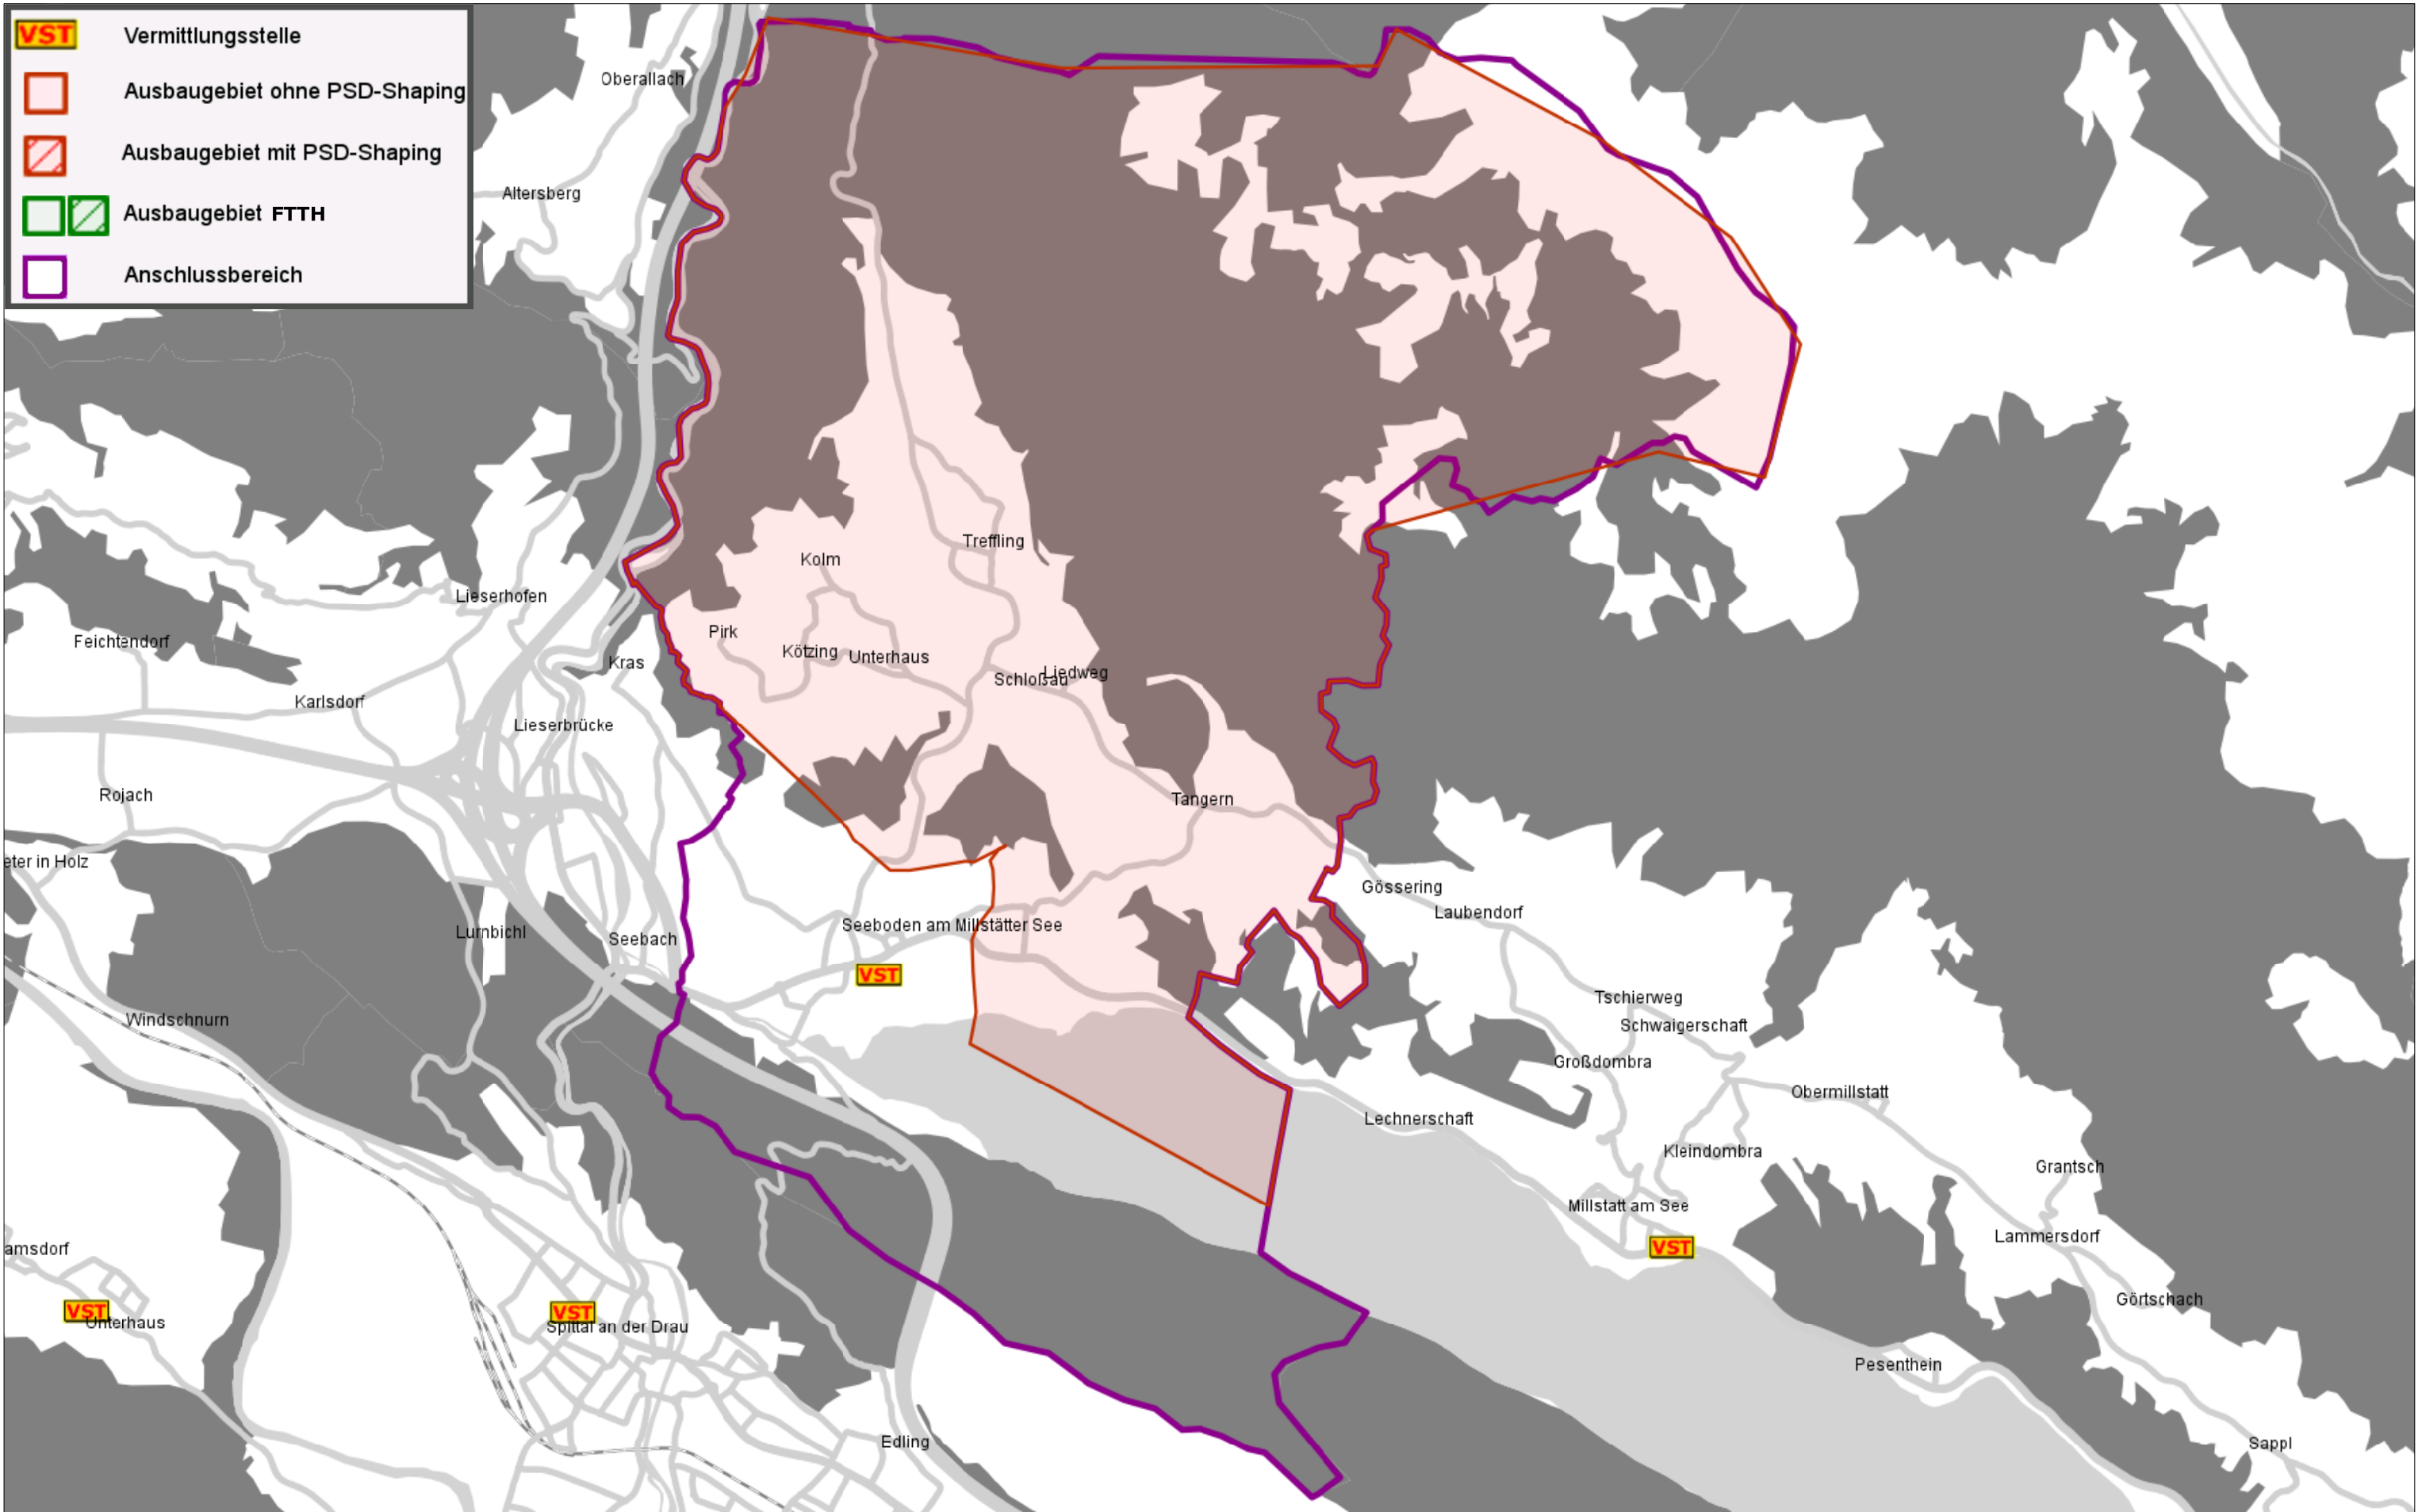 VST Vermittlungsstelle
Ausbaugebiet ohne PSD-Shaping
Ausbaugebiet mit PSD-Shaping
Ausbaugebiet FTTH
Anschlussbereich
Oberallach
Altersberg
Treffling
Kolm
Lieserhofen
Pirk
Feichtendorf
Kötzing
Unterhaus
Kras
Liedweg
Schloßau
Karlsdorf
Lieserbrücke
Rojach
Tangern
eter in Holz
Gössering
Laubendorf
Seeboden am Millstätter See
Lurnbichl
Seebach
VST
Tschierweg
Windschnurn
Schwaigerschaft
Großdombra
Obermillstatt
Lechnerschaft
Kleindombra
Grantsch
Millstatt am See
Lammersdorf
VST
amsdorf
Görtschach
VST
VST
Unterhaus
Spittal an der Drau
Pesenthein
Edling
Sappl